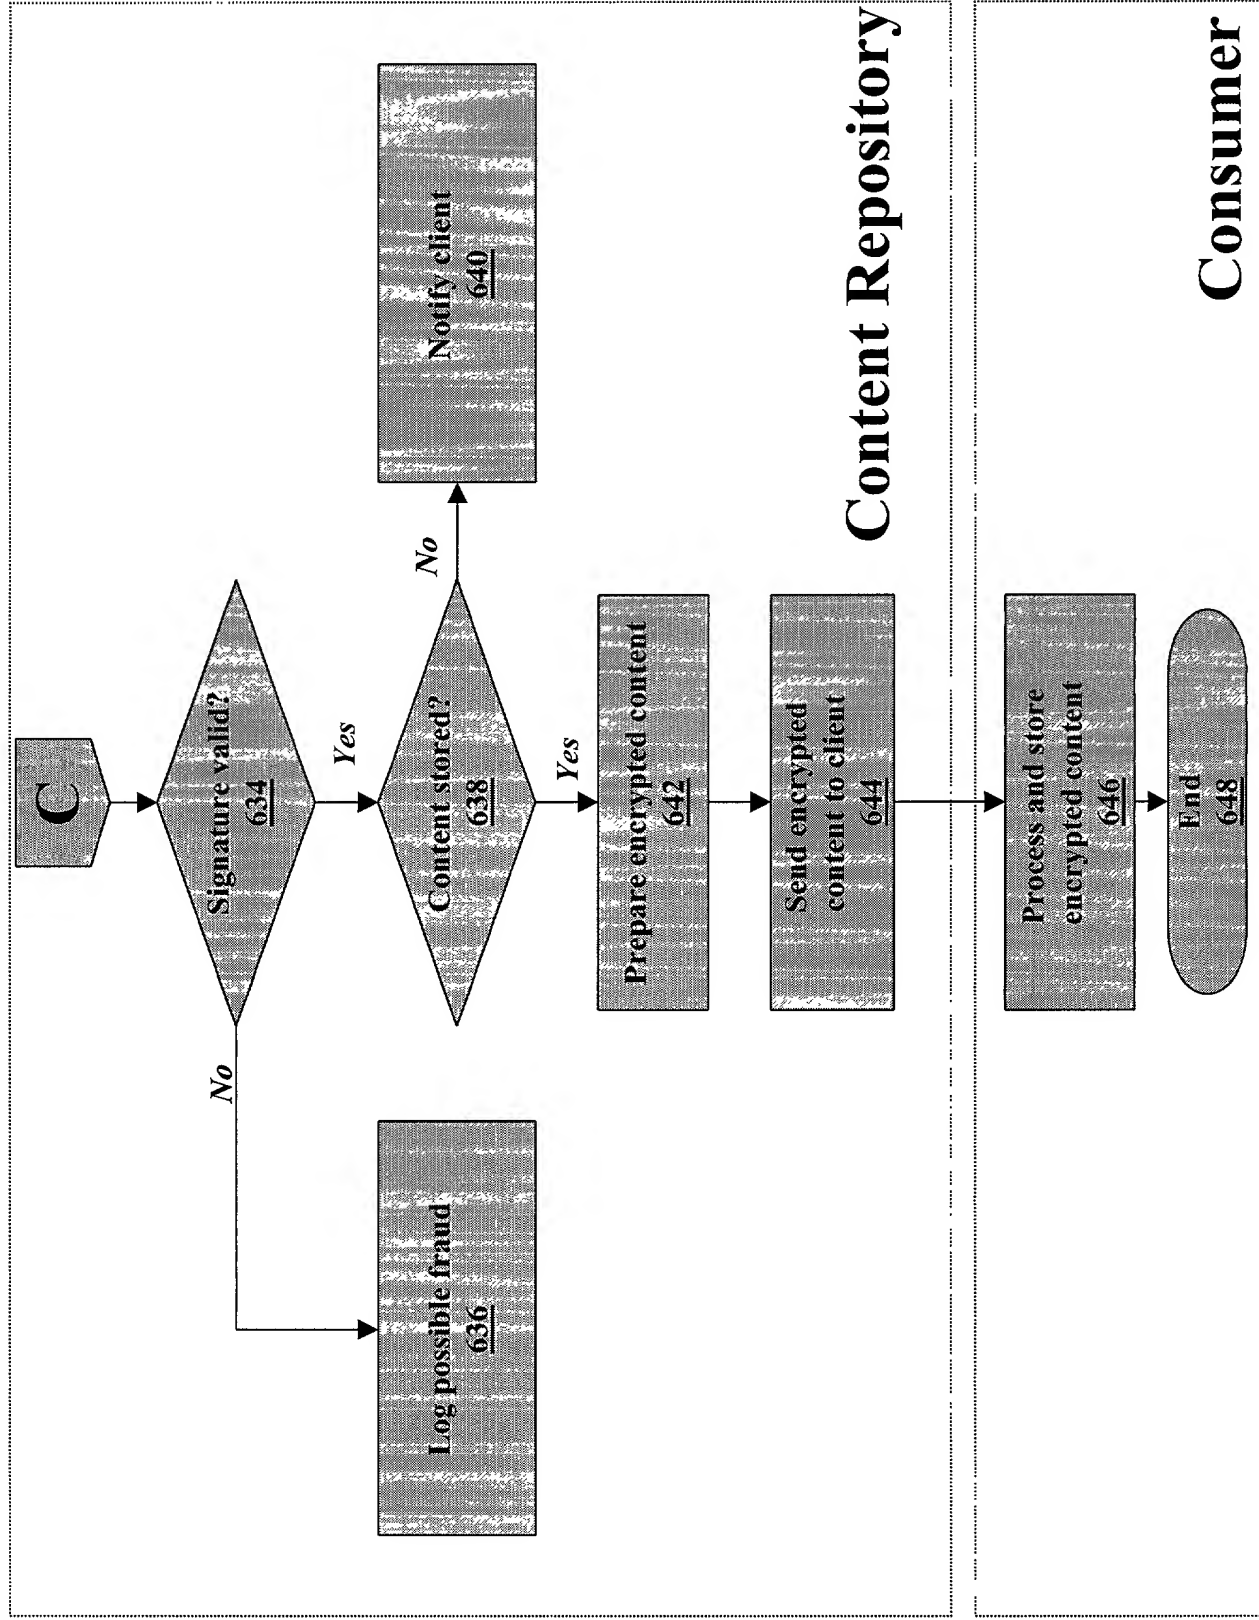 C
Signature valid?
634
No
Yes
Log possible fraud
636
Content stored?
638
No
Notify client
640
Yes
Prepare encrypted content
642
Send encrypted
content to client
644
Content Repository
Process and store
encrypted content
646
End
648
Consumer